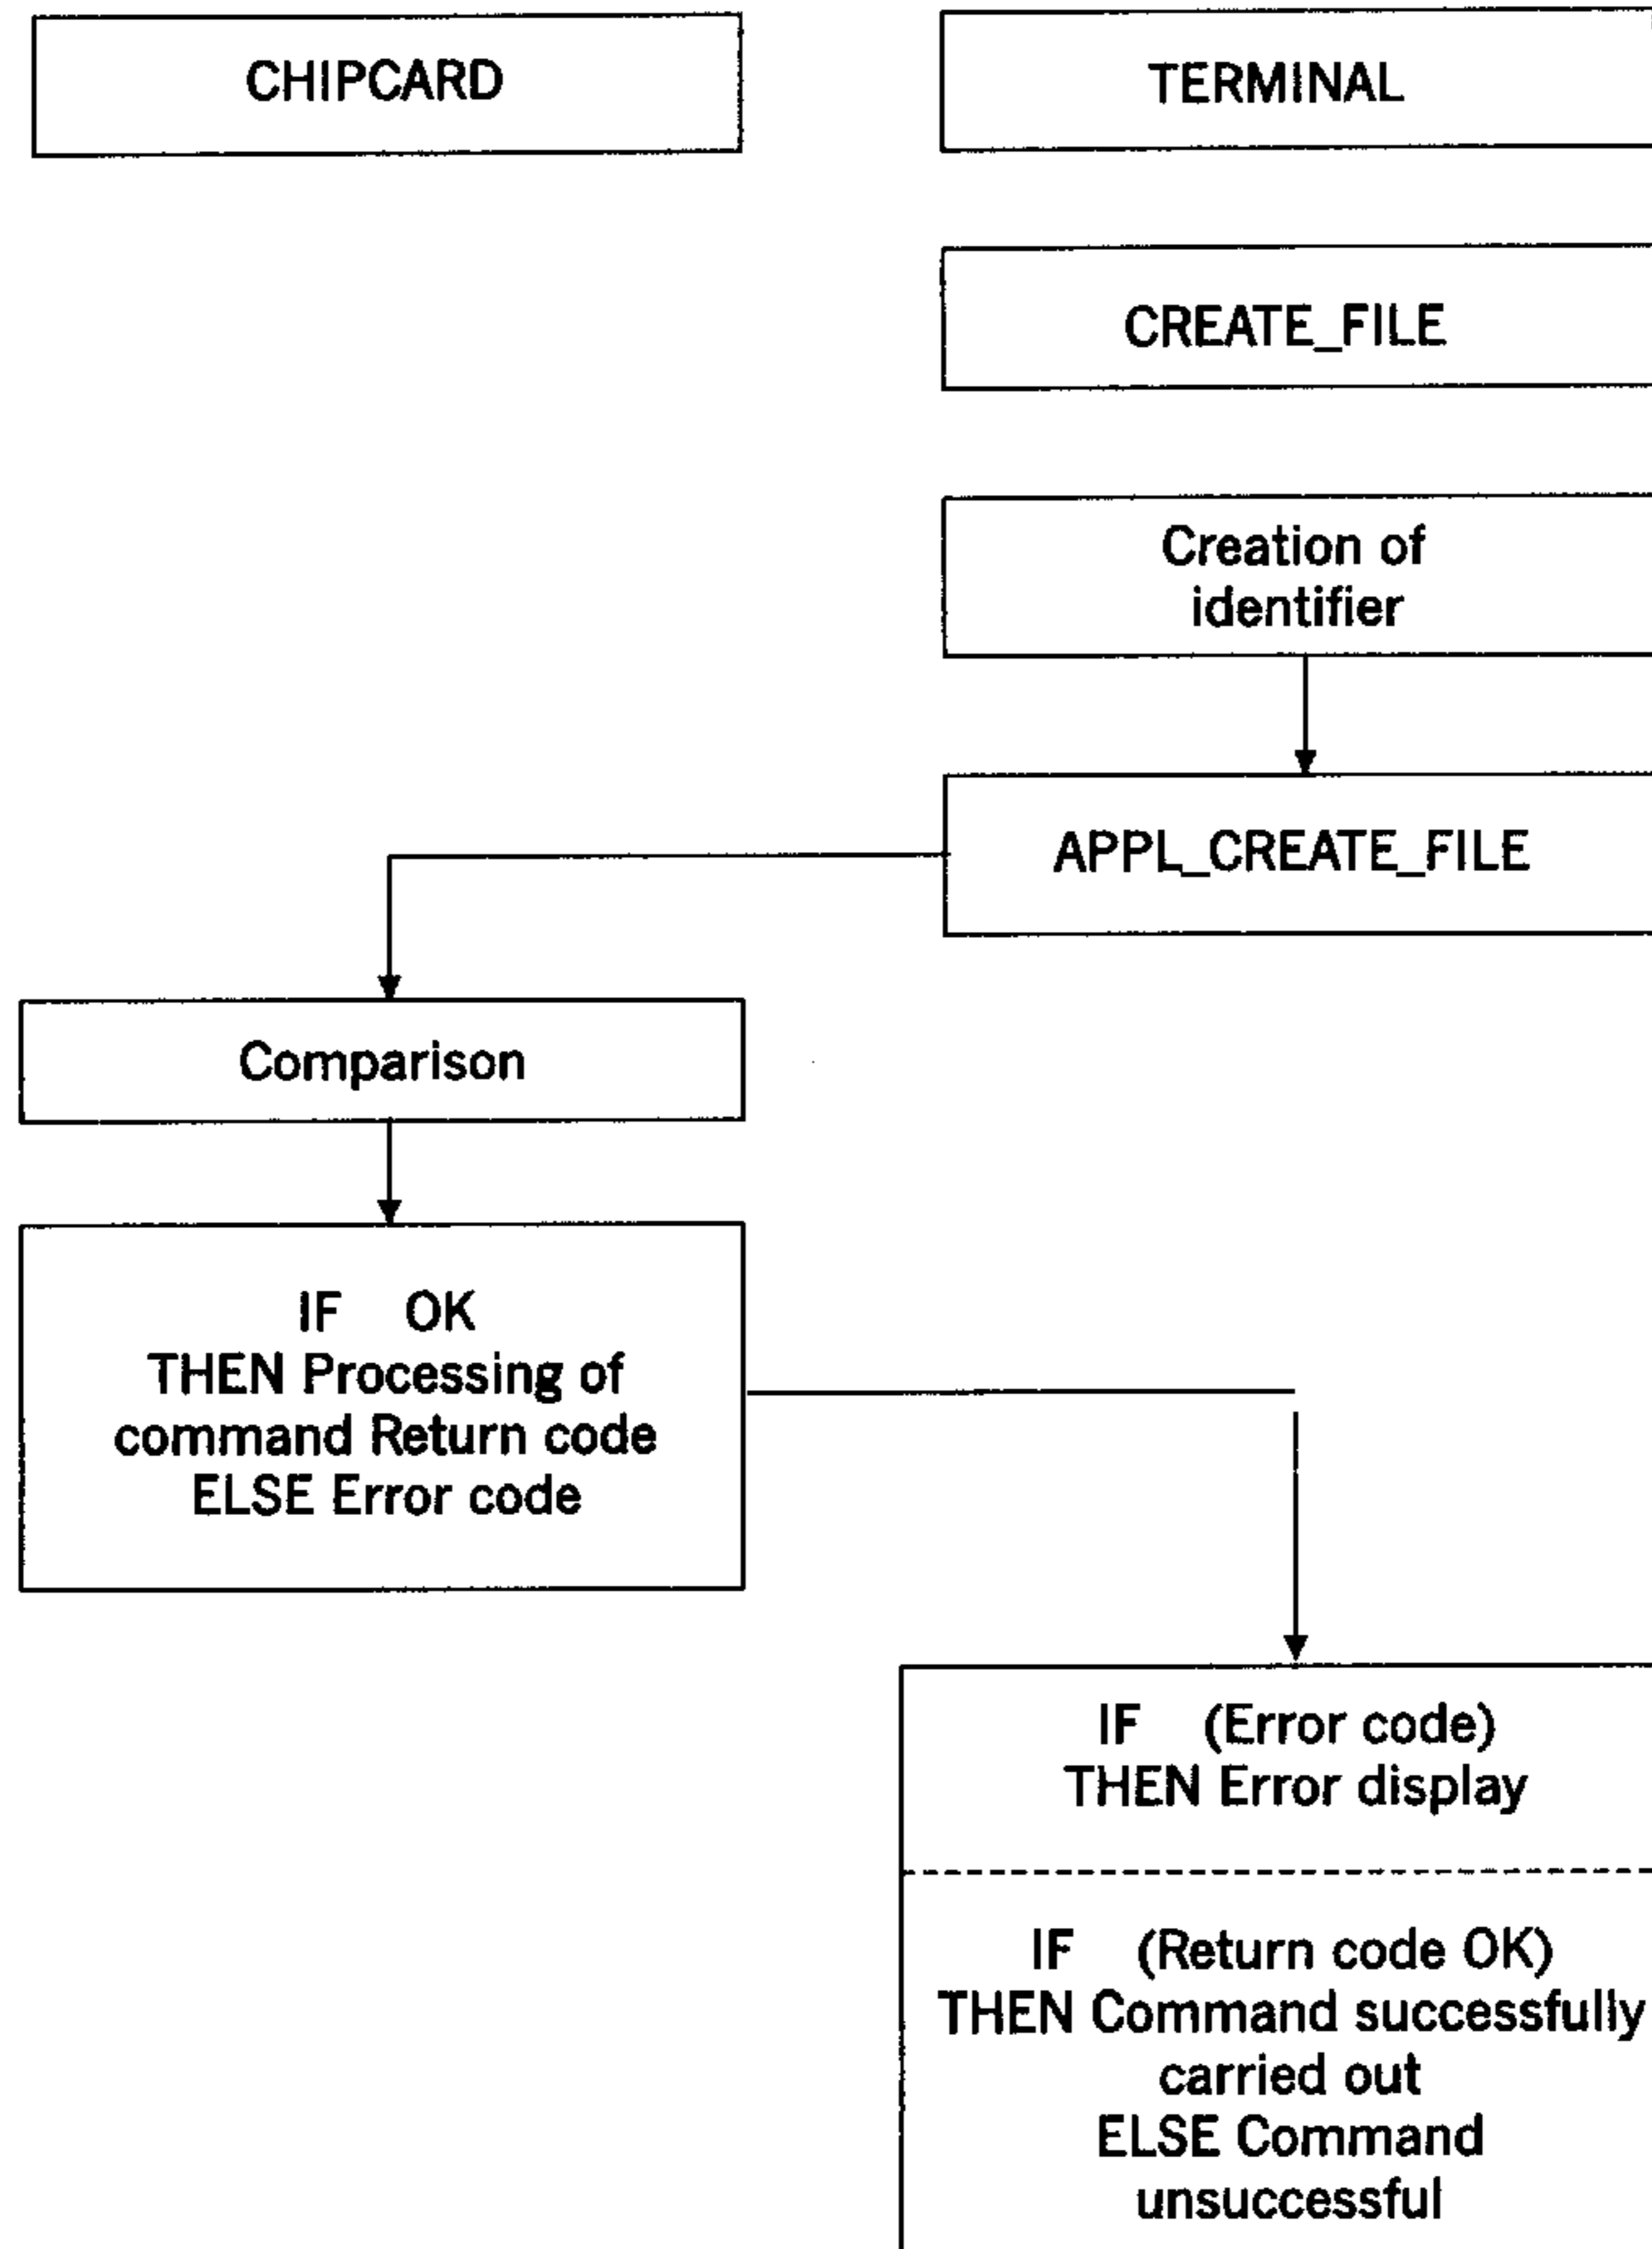 CHIPCARD
TERMINAL
CREATE_FILE
Creation of
identifier
APPL_CREATE_FILE
Comparison
IF OK
THEN Processing of
command Return code
ELSE Error code
IF (Error code)
THEN Error display
IF (Return code OK)
THEN Command successfully
carried out
ELSE Command
unsuccessful